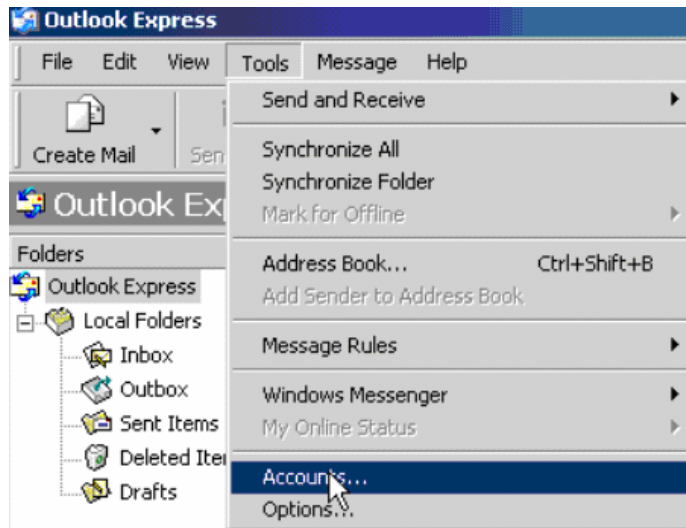 Outlook Express
File Edit View Tools Message Help
Create Mail
Sen
Send and Receive
Synchronize All
Synchronize Folder
Mark for Offline
Outlook Ex
Folders
Address Book... Ctrl+Shift+B
Add Sender to Address Book
Outlook Express
Local Folders
Message Rules
Inbox
Outbox
Windows Messenger
Sent Items
My Online Status
Deleted Iter
Accounts...
Drafts
Options...